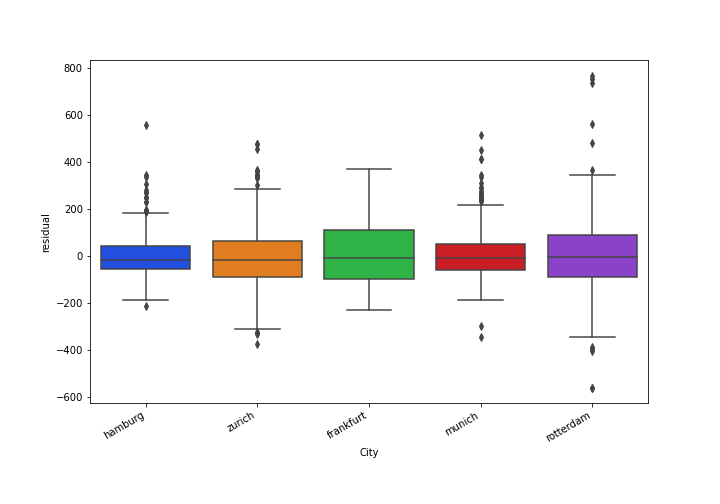 800
600
400
200
0
−200
−400
−600
residual
hamburg
zurich
frankfurt
munich
rotterdam
City